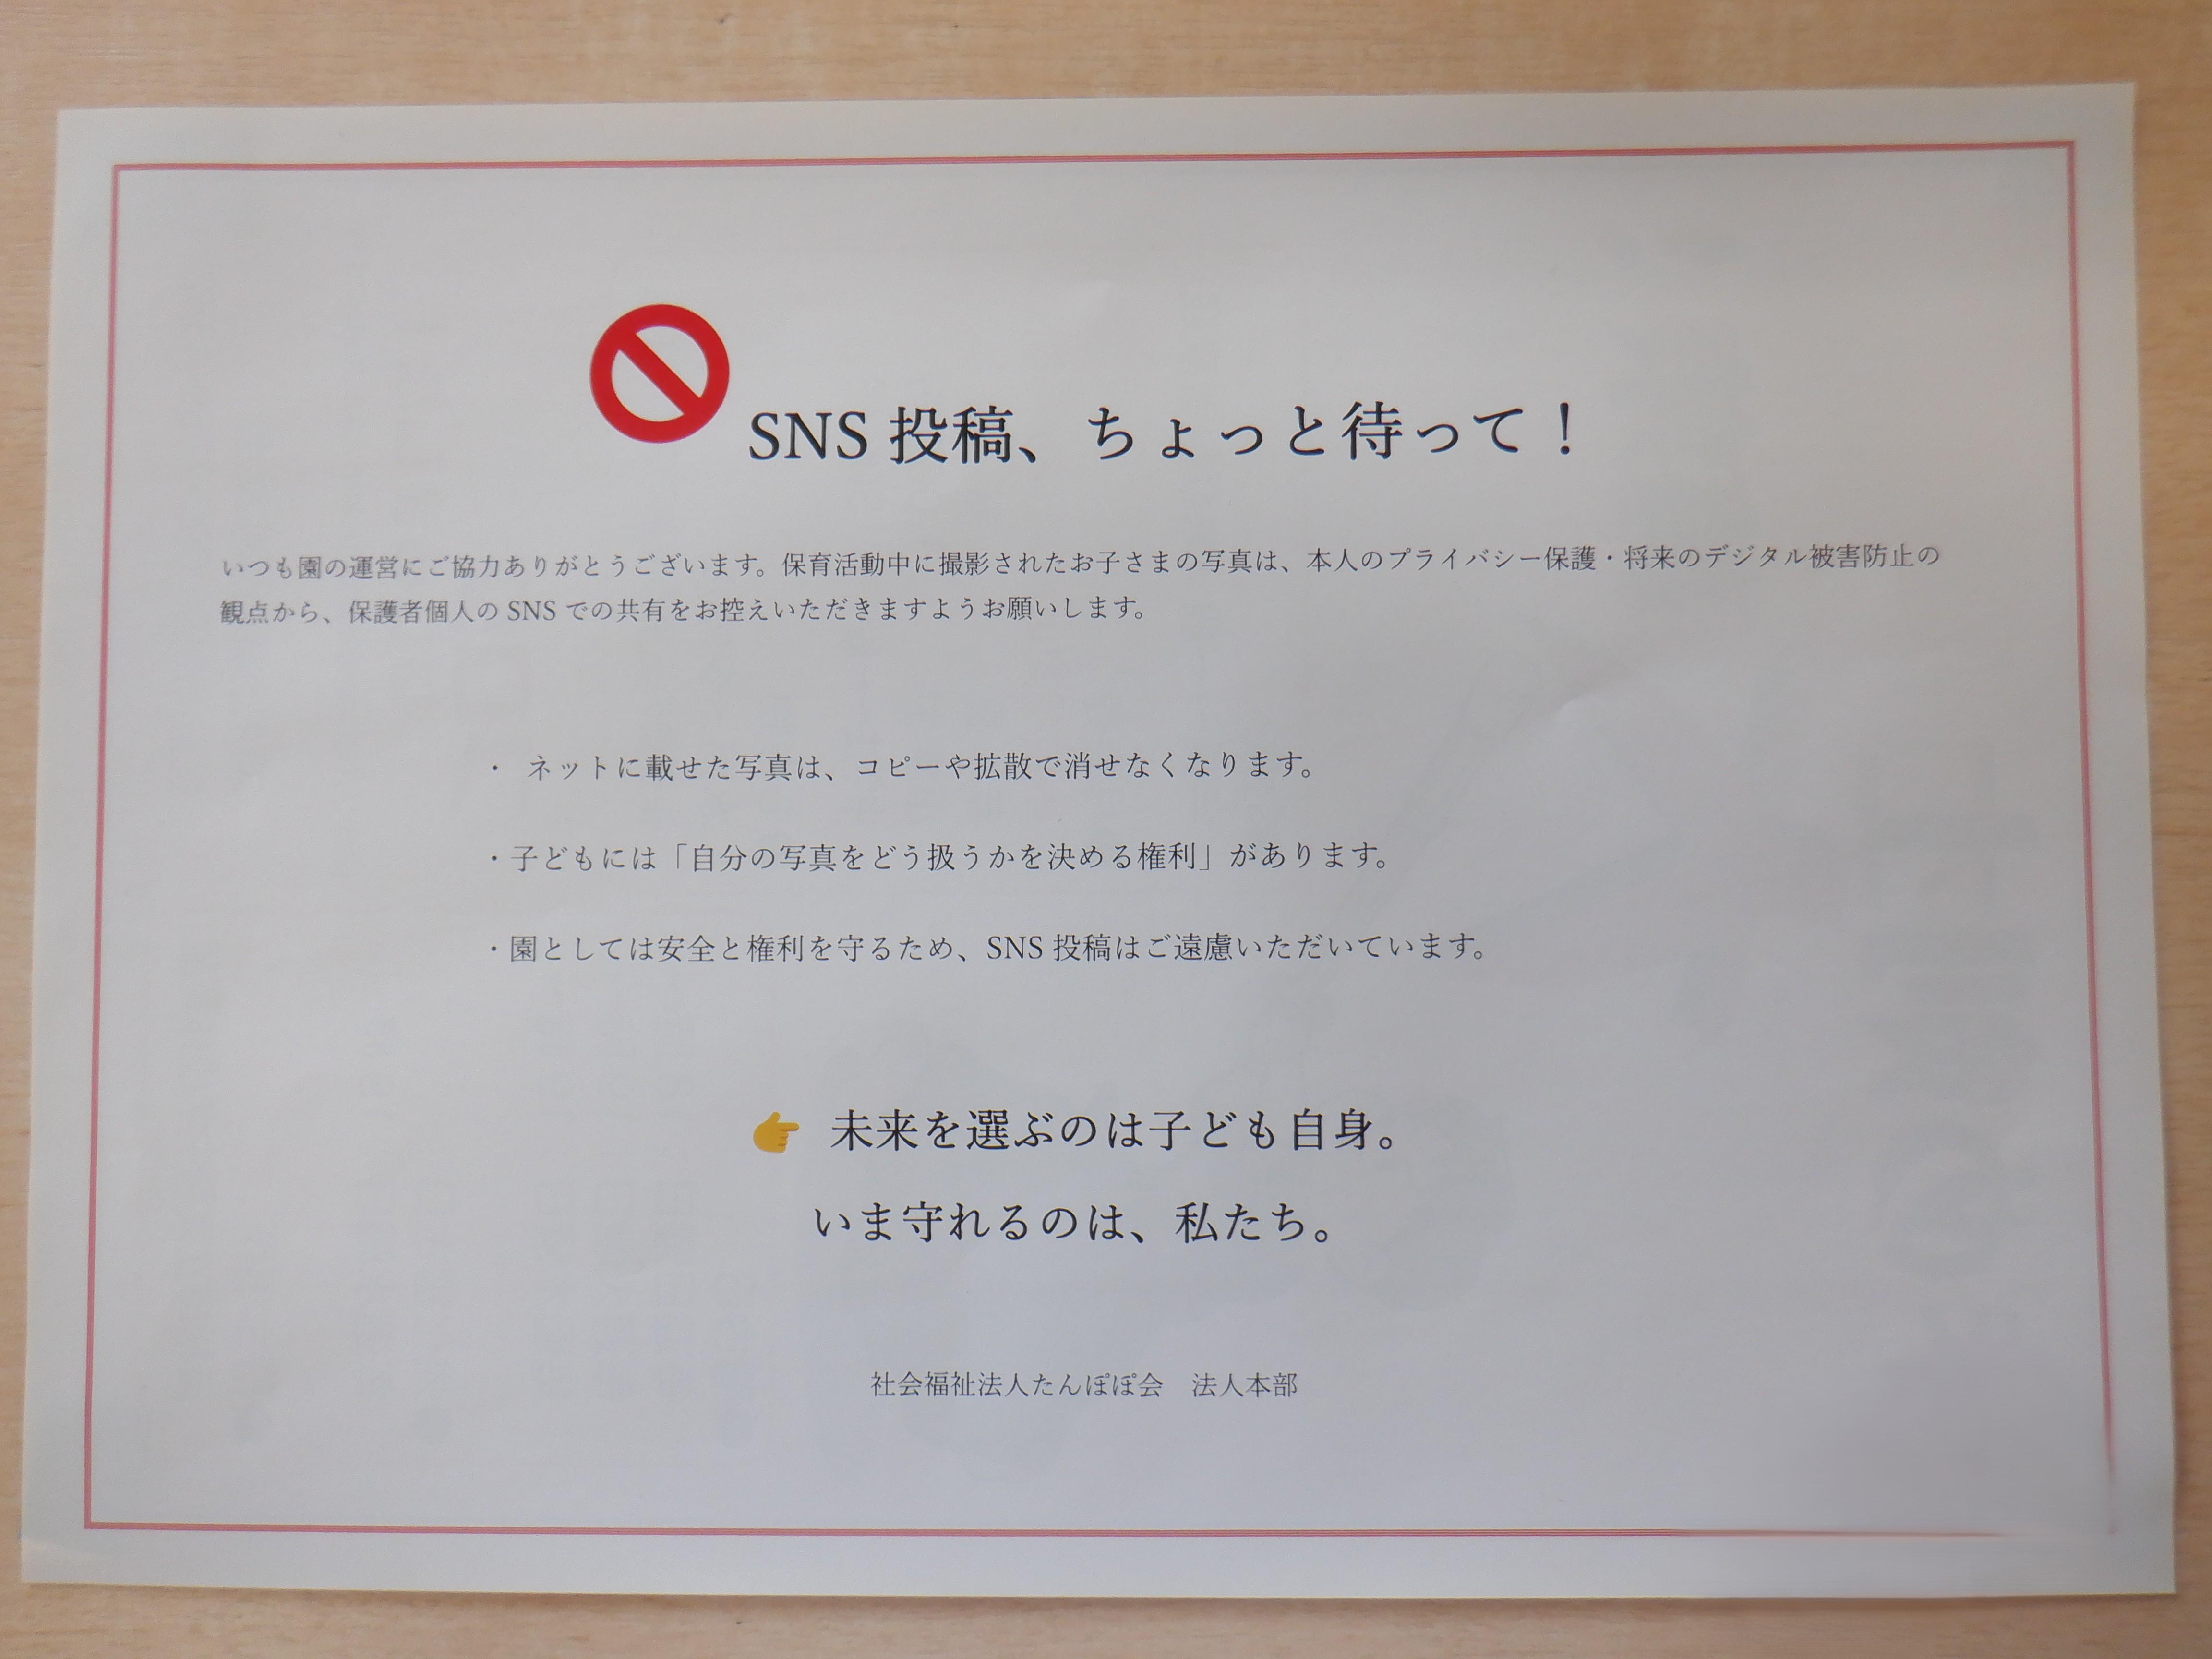 SNS 投稿、ちょっと待って！
いつも園の運営にご協力ありがとうございます。保育活動中に撮影されたお子さまの写真は、本人のプライバシー保護・将来のデジタル被害防止の
観点から、保護者個人の SNS での共有をお控えいただきますようお願いします。
・ ネットに載せた写真は、コピーや拡散で消せなくなります。
・子どもには「自分の写真をどう扱うかを決める権利」があります。
・園としては安全と権利を守るため、SNS 投稿はご遠慮いただいています。
未来を選ぶのは子ども自身。
いま守れるのは、私たち。
社会福祉法人たんぽぽ会　法人本部